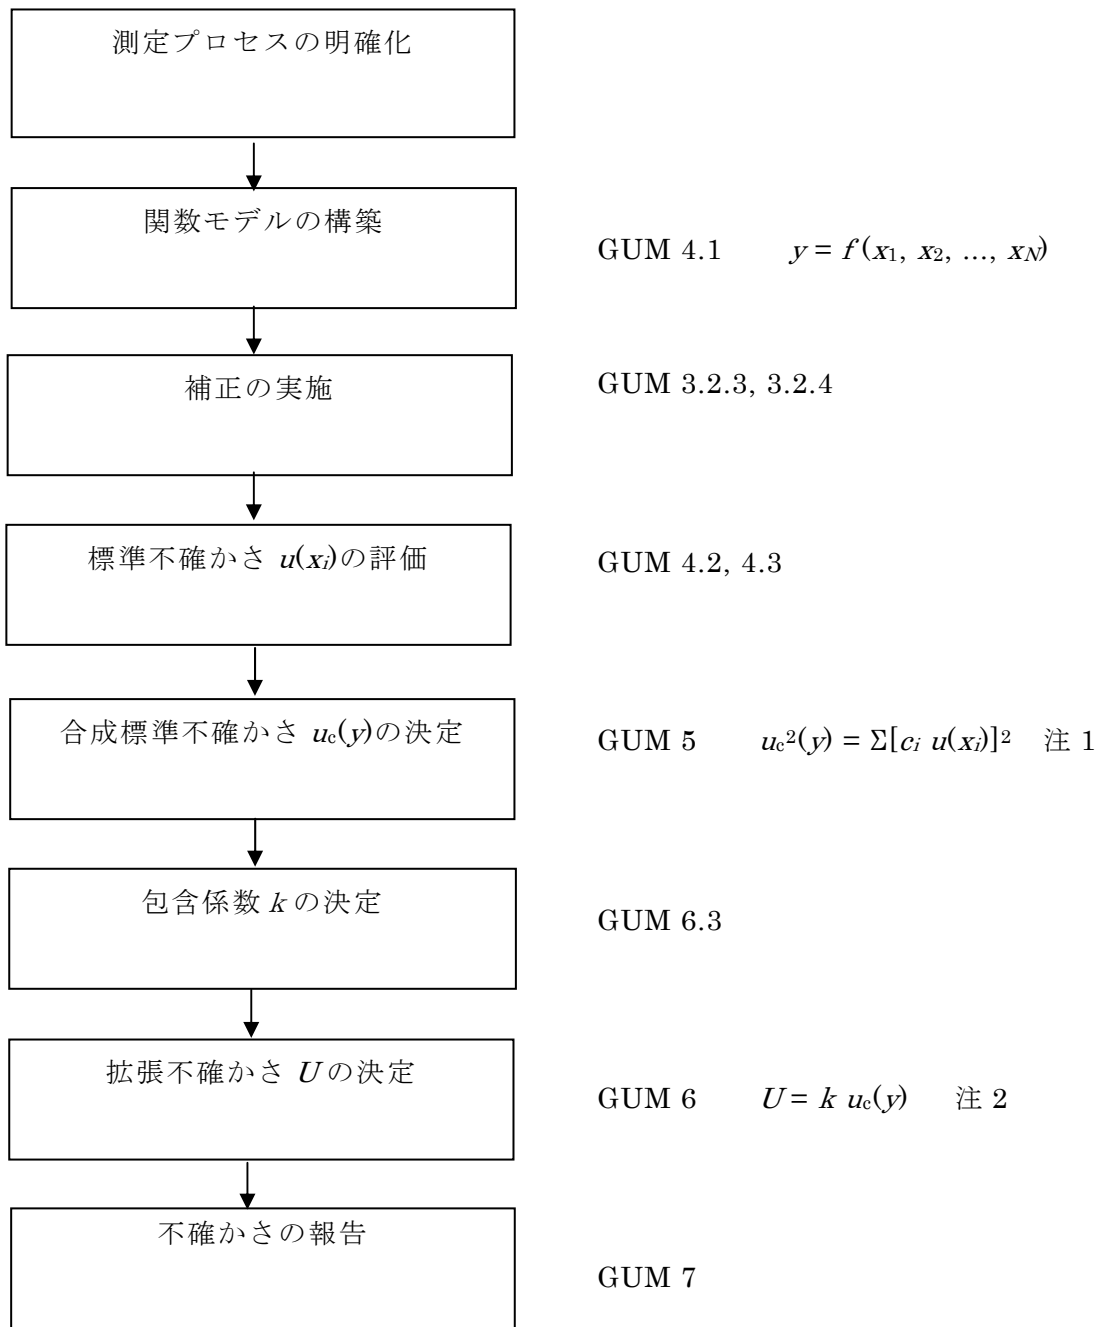 測定プロセスの明確化
関数モデルの構築
GUM 4.1 y = f (x₁, x₂, ..., x_N)
補正の実施
GUM 3.2.3, 3.2.4
標準不確かさ u(xᵢ)の評価
GUM 4.2, 4.3
合成標準不確かさ u_c(y)の決定
GUM 5 u_c²(y) = Σ[cᵢ u(xᵢ)]² 注 1
包含係数 k の決定
GUM 6.3
拡張不確かさ U の決定
GUM 6 U = k u_c(y) 注 2
不確かさの報告
GUM 7